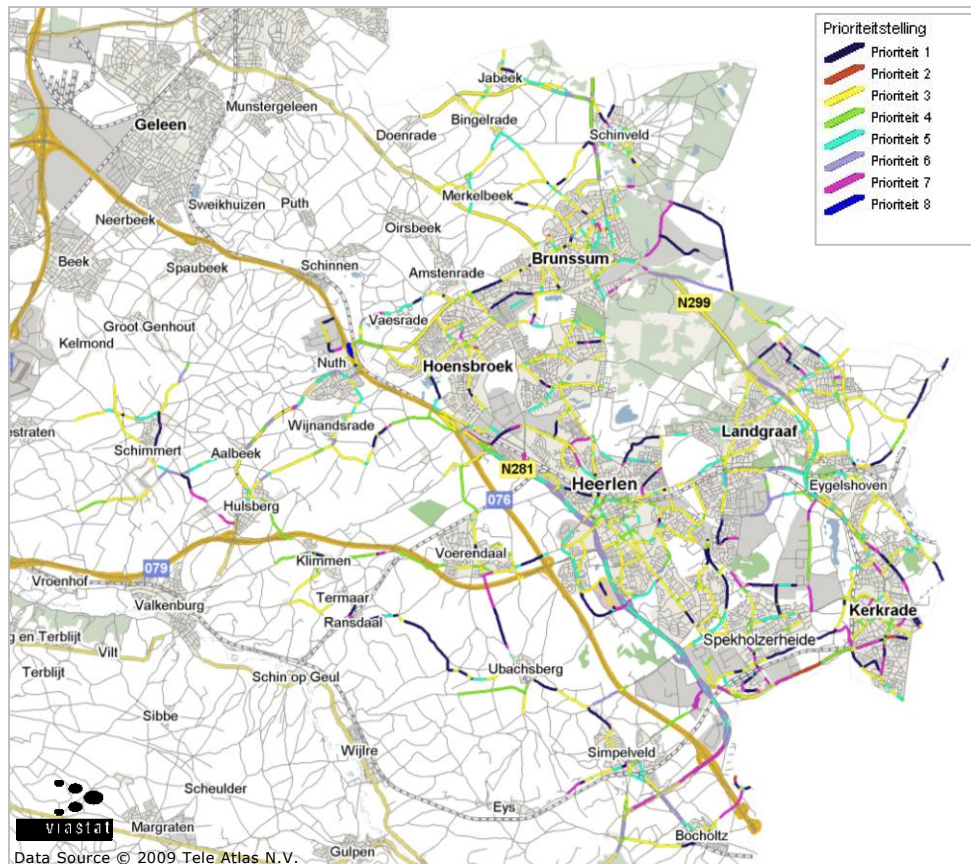 Prioriteitstelling
Prioriteit 1
Prioriteit 2
Prioriteit 3
Prioriteit 4
Prioriteit 5
Prioriteit 6
Prioriteit 7
Prioriteit 8
Jabeek
Munstergeleen
Bingelrade
Geleen
Doenrade
Schinveld
Merkelbeek
Sweikhuizen
Puth
Neerbeek
Oirsbeek
Beek
Spaubeek
Schinnen
Amstenrade
Brunssum
N299
Groot Genhout
Vaesrade
Kelmond
Nuth
Hoensbroek
estraten
Wijnandsrade
Landgraaf
Schimmert
Aalbeek
N281
Heerlen
Eygelshoven
076
Hulsberg
Voerendaal
Klimmen
079
Vroenhof
Termaar
Valkenburg
Kerkrade
Ransdaal
g en Terblijt
Spekholzerheide
Vilt
Terblijt
Schin op Geul
Ubachsberg
Sibbe
Wijlre
Simpelveld
Scheulder
Eys
viastat
Margraten
Bocholtz
Gulpen
Data Source © 2009 Tele Atlas N.V.